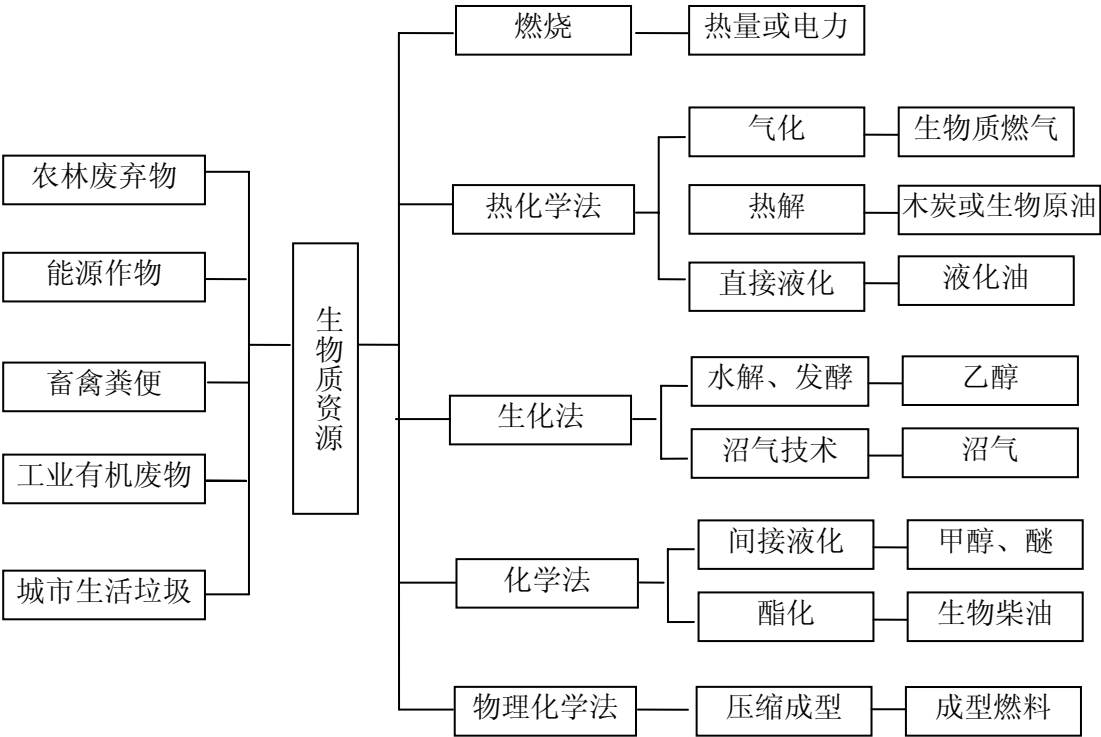 农林废弃物
能源作物
畜禽粪便
工业有机废物
城市生活垃圾
生物质资源
燃烧
热量或电力
热化学法
气化
生物质燃气
热解
木炭或生物原油
直接液化
液化油
生化法
水解、发酵
乙醇
沼气技术
沼气
化学法
间接液化
甲醇、醚
酯化
生物柴油
物理化学法
压缩成型
成型燃料